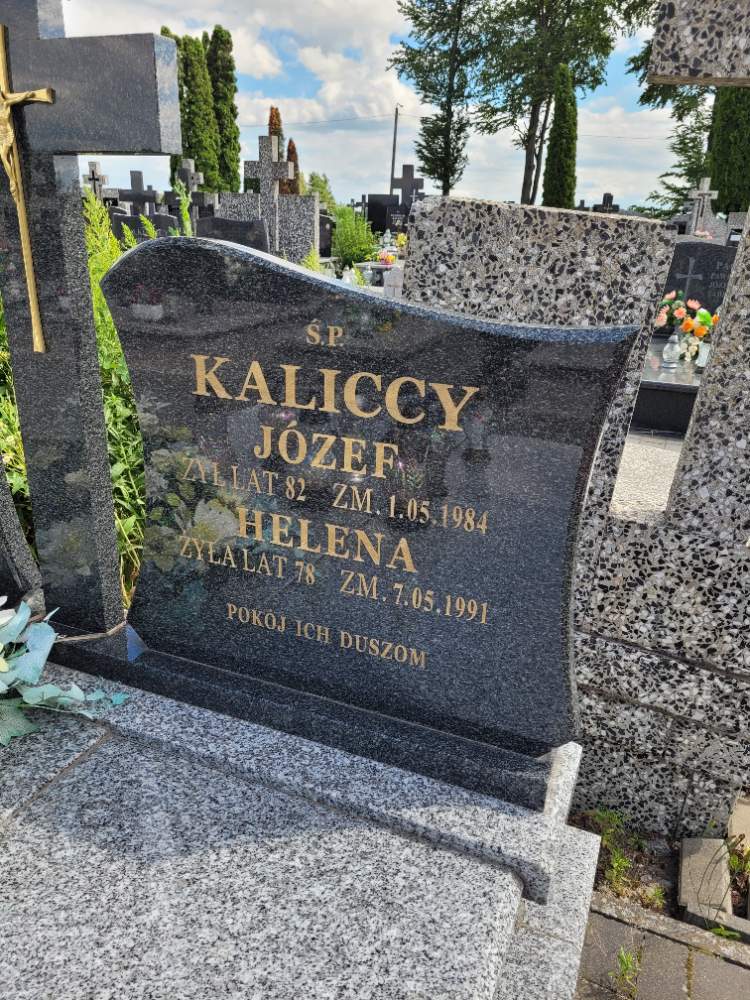 Ś.P.
KALICCY
JÓZEF
ŻYŁ LAT 82 ZM. 1.05.1984
HELENA
ŻYŁA LAT 78 ZM. 7.05.1991
POKÓJ ICH DUSZOM